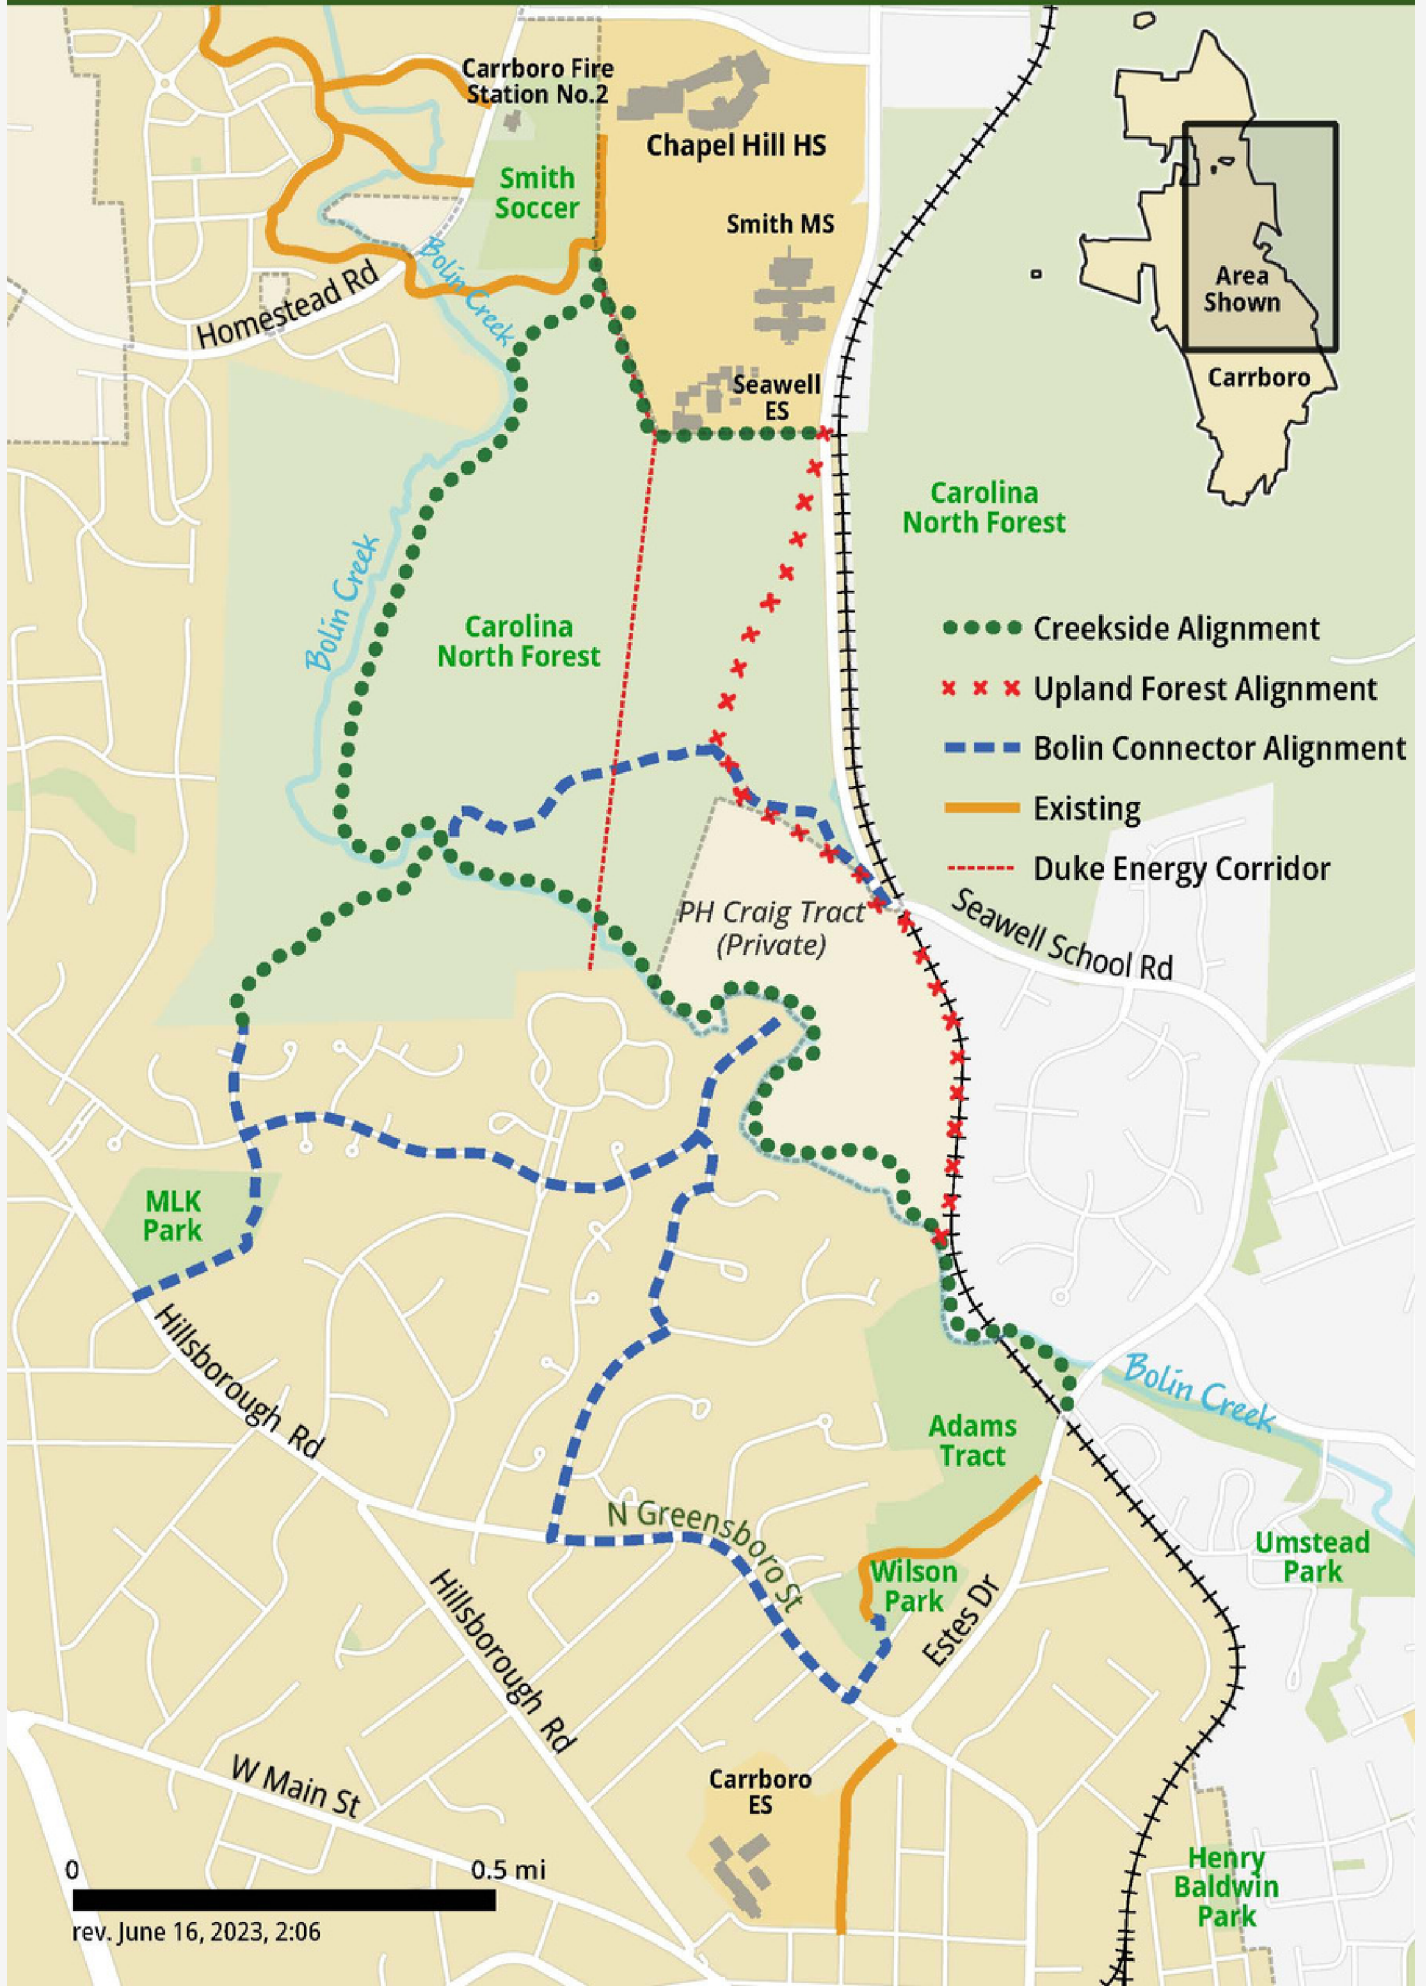 Carrboro Fire
Station No.2
Chapel Hill HS
Smith
Soccer
Smith MS
Bolin Creek
Homestead Rd
Seawell
ES
Area
Shown
Carrboro
Carolina
North Forest
Bolin Creek
Carolina
North Forest
Creekside Alignment
Upland Forest Alignment
Bolin Connector Alignment
Existing
Duke Energy Corridor
PH Craig Tract
(Private)
Seawell School Rd
MLK
Park
Hillsborough Rd
Bolin Creek
Adams
Tract
N Greensboro St
Wilson
Park
Umstead
Park
Estes Dr
Hillsborough Rd
W Main St
Carrboro
ES
Henry
Baldwin
Park
0 0.5 mi
rev. June 16, 2023, 2:06